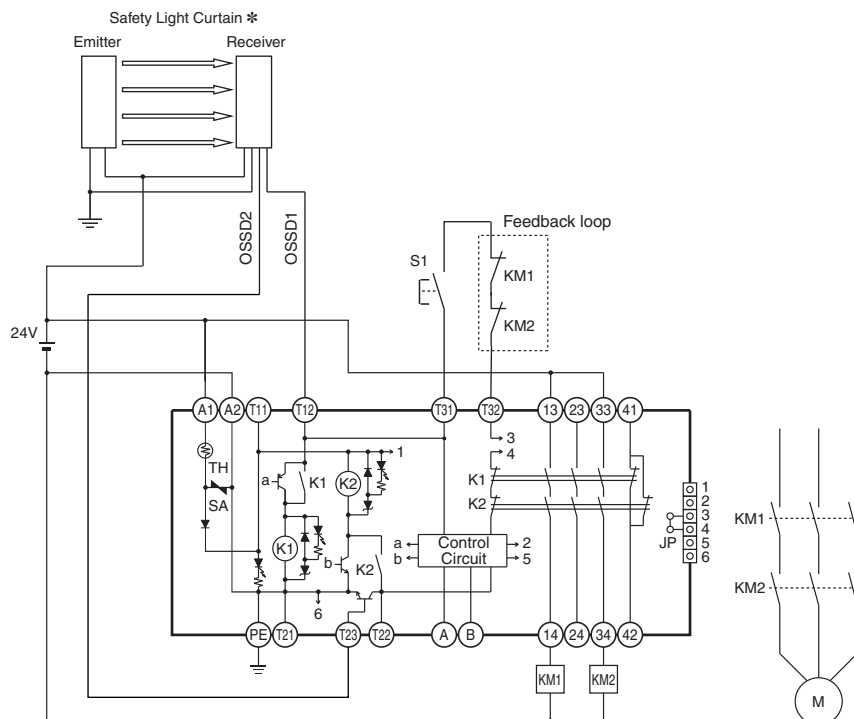 Safety Light Curtain ✻
Emitter
Receiver
OSSD2
OSSD1
Feedback loop
S1
KM1
KM2
24V
A1
A2
T11
T12
T31
T32
13
23
33
41
TH
SA
a
K1
K2
1
3
4
K1
K2
K1
b
K2
6
a
b
Control
Circuit
2
5
JP
1
2
3
4
5
6
PE
T21
T23
T22
A
B
14
24
34
42
KM1
KM2
KM1
KM2
M